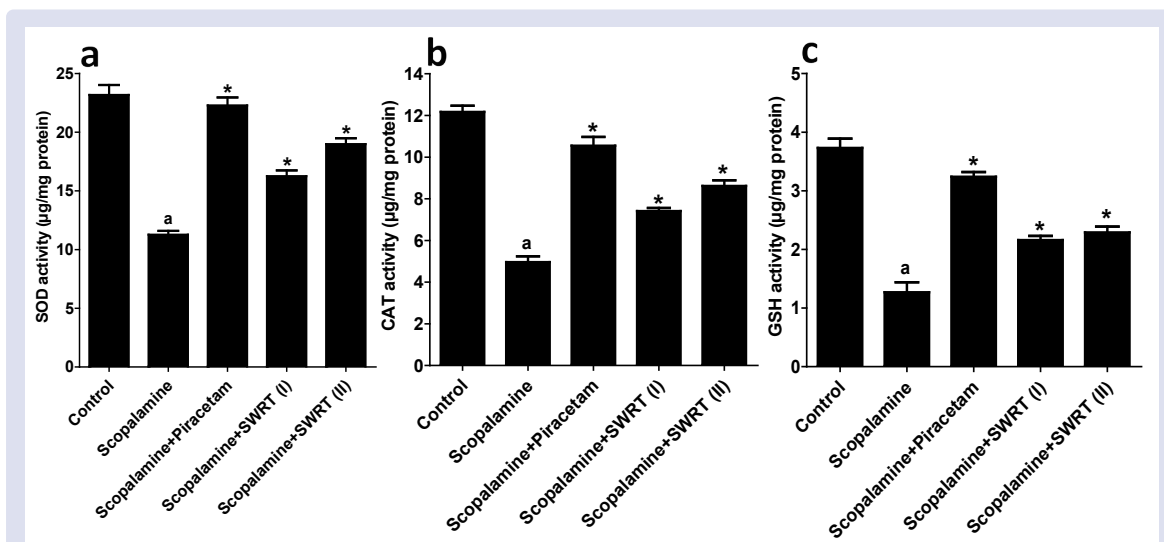 a
SOD activity (µg/mg protein)
25
20
15
10
5
0
a
*
*
*
Control
Scopalamine
Scopalamine+Piracetam
Scopalamine+SWRT (I)
Scopalamine+SWRT (II)
b
CAT activity (µg/mg protein)
14
12
10
8
6
4
2
0
a
*
*
*
Control
Scopalamine
Scopalamine+Piracetam
Scopalamine+SWRT (I)
Scopalamine+SWRT (II)
c
GSH activity (µg/mg protein)
5
4
3
2
1
0
a
*
*
*
Control
Scopalamine
Scopalamine+Piracetam
Scopalamine+SWRT (I)
Scopalamine+SWRT (II)